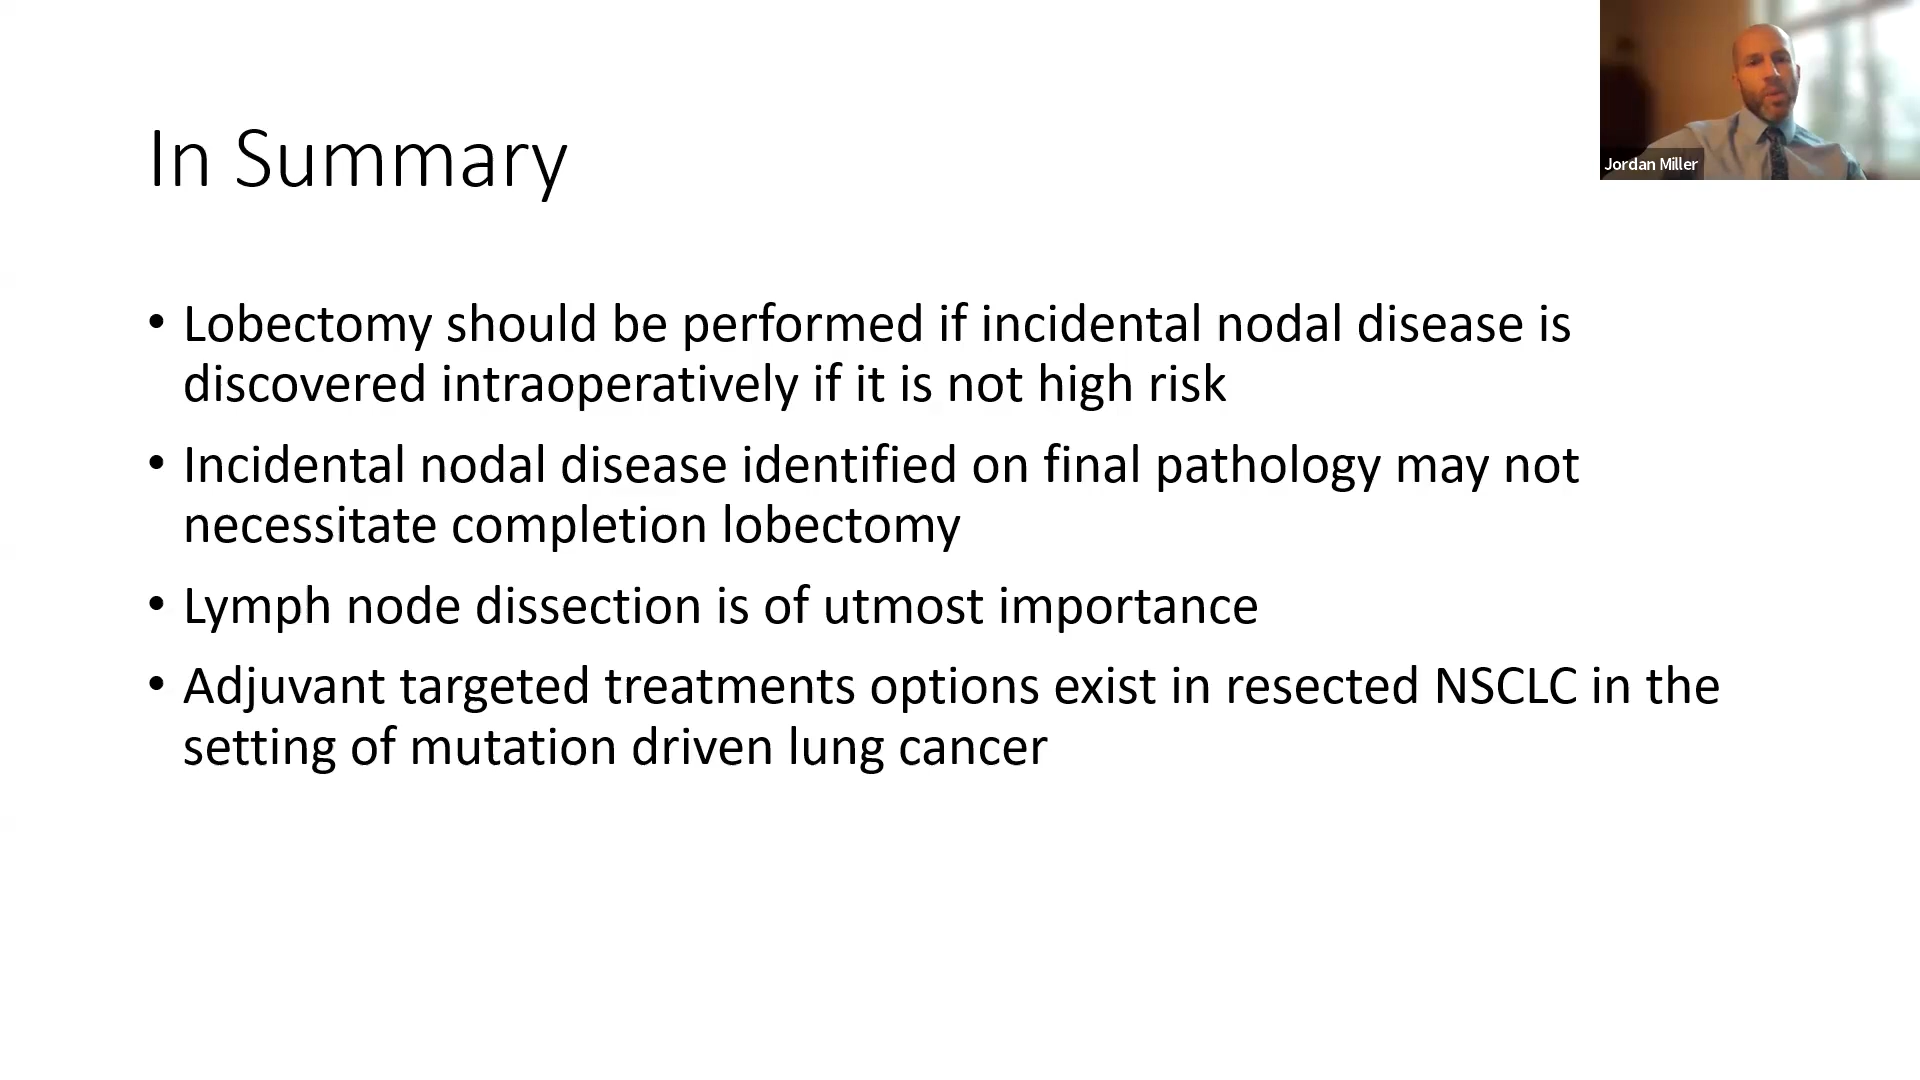 In Summary
Jordan Miller
• Lobectomy should be performed if incidental nodal disease is
discovered intraoperatively if it is not high risk
• Incidental nodal disease identified on final pathology may not
necessitate completion lobectomy
• Lymph node dissection is of utmost importance
• Adjuvant targeted treatments options exist in resected NSCLC in the
setting of mutation driven lung cancer